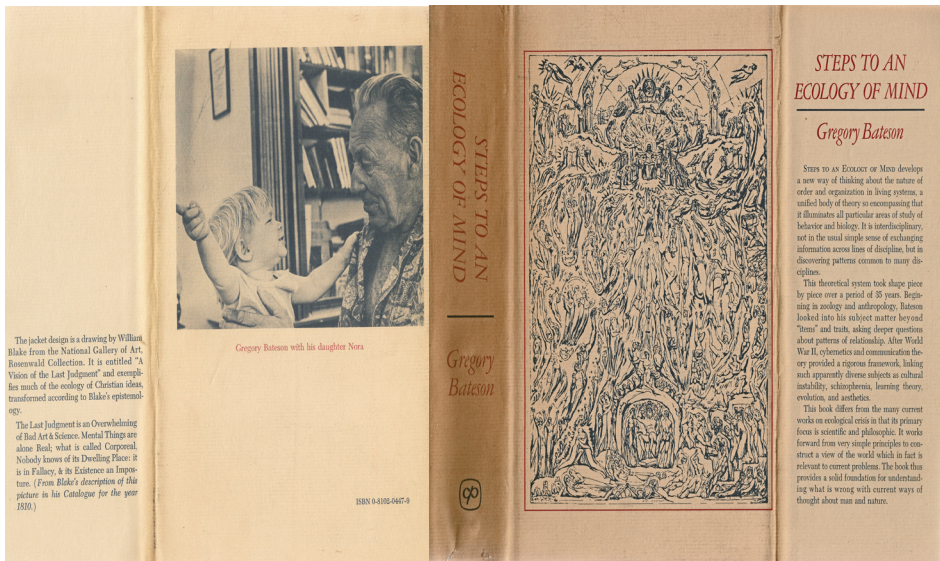 The jacket design is a drawing by William
Blake from the National Gallery of Art,
Rosenwald Collection. It is entitled "A
Vision of the Last Judgment" and exempli-
fies much of the ecology of Christian ideas,
transformed according to Blake's epistemol-
ogy.
The Last Judgment is an Overwhelming
of Bad Art & Science. Mental Things are
alone Real; what is called Corporeal,
Nobody knows of its Dwelling Place: it
is in Fallacy, & its Existence an Impos-
ture. (From Blake's description of this
picture in his Catalogue for the year
1810.)
Gregory Bateson with his daughter Nora
ISBN 0-8102-0447-9
STEPS TO AN
ECOLOGY OF MIND
Gregory
Bateson
STEPS TO AN
ECOLOGY OF MIND
Gregory Bateson
STEPS TO AN ECOLOGY OF MIND develops
a new way of thinking about the nature of
order and organization in living systems, a
unified body of theory so encompassing that
it illuminates all particular areas of study of
behavior and biology. It is interdisciplinary,
not in the usual simple sense of exchanging
information across lines of discipline, but in
discovering patterns common to many dis-
ciplines.
This theoretical system took shape piece
by piece over a period of 35 years. Begin-
ning in zoology and anthropology, Bateson
looked into his subject matter beyond
"items" and traits, asking deeper questions
about patterns of relationship. After World
War II, cybernetics and communication the-
ory provided a rigorous framework, linking
such apparently diverse subjects as cultural
instability, schizophrenia, learning theory,
evolution, and aesthetics.
This book differs from the many current
works on ecological crisis in that its primary
focus is scientific and philosophic. It works
forward from very simple principles to con-
struct a view of the world which in fact is
relevant to current problems. The book thus
provides a solid foundation for understand-
ing what is wrong with current ways of
thought about man and nature.